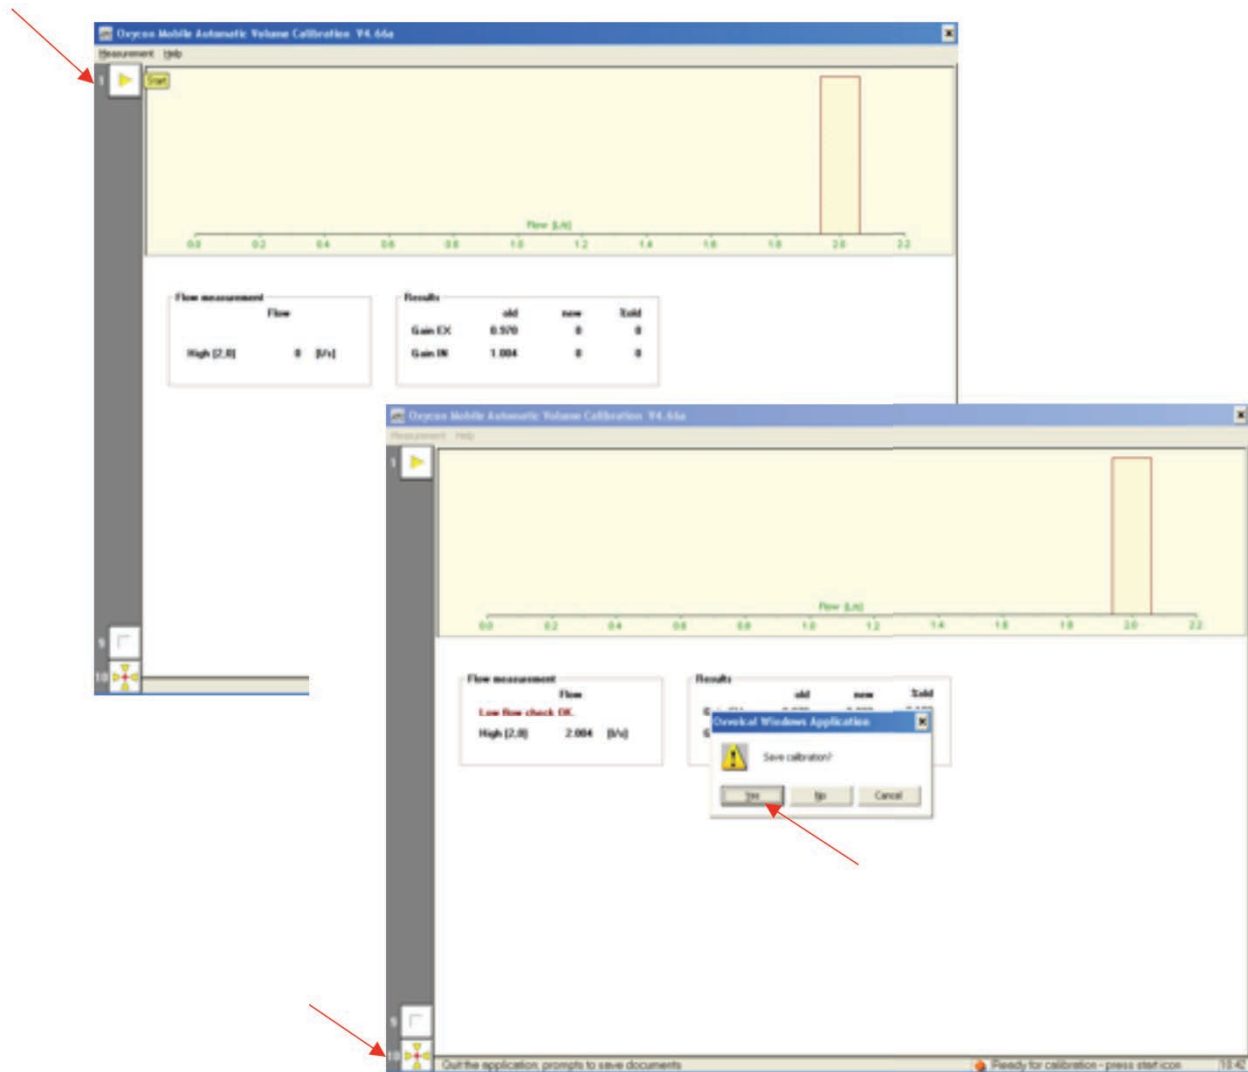 Oxycon Mobile Automatic Volume Calibration V4.66a
Measurement Help
1
Start
Flow [L/s]
0.0 0.2 0.4 0.6 0.8 1.0 1.2 1.4 1.6 1.8 2.0 2.2
Flow measurement
Flow
High [2,0] 0 [l/s]
Results
old new %old
Gain EX 0.970 0 0
Gain IN 1.004 0 0
9
10
Oxycon Mobile Automatic Volume Calibration V4.66a
Measurement Help
1
Flow [L/s]
0.0 0.2 0.4 0.6 0.8 1.0 1.2 1.4 1.6 1.8 2.0 2.2
Flow measurement
Flow
Low flow check OK.
High [2,0] 2.004 [l/s]
Results
old new %old
Oxycical Windows Application
Save calibration?
Yes No Cancel
9
10
Quit the application; prompts to save documents
Ready for calibration - press start icon
10:42